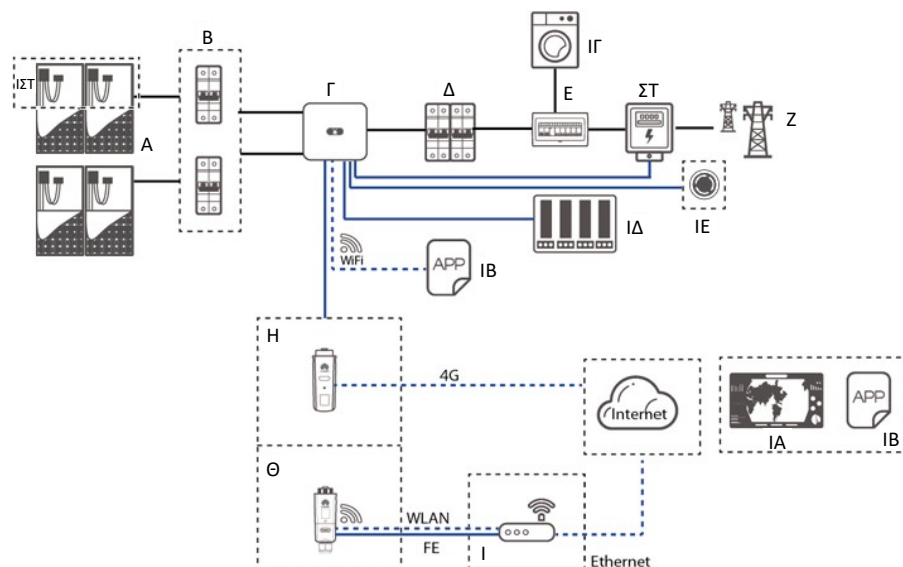 ΙΓ
Β
Γ
Δ
Ε
ΣΤ
Ζ
ΙΣΤ
Α
ΙΕ
ΙΔ
WiFi
APP
ΙΒ
Η
4G
Internet
APP
ΙΑ
ΙΒ
Θ
WLAN
FE
Ι
Ethernet